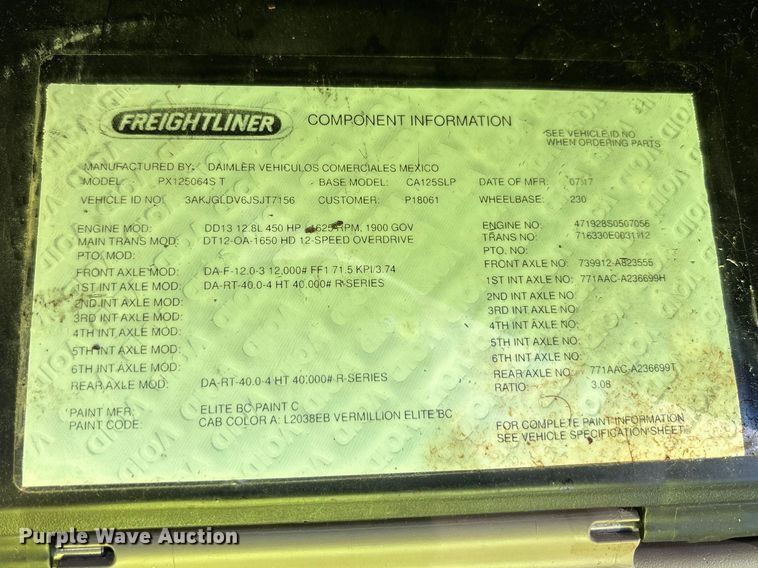 FREIGHTLINER COMPONENT INFORMATION
SEE VEHICLE ID NO
WHEN ORDERING PARTS
MANUFACTURED BY: DAIMLER VEHICULOS COMERCIALES MEXICO
MODEL: PX125064S T BASE MODEL: CA125SLP DATE OF MFR: 07/17
VEHICLE ID NO: 3AKJGLDV6JSJT7156 CUSTOMER: P18061 WHEELBASE: 230
ENGINE MOD: DD13 12.8L 450 HP 1625 RPM, 1900 GOV ENGINE NO: 471928S0507056
MAIN TRANS MOD: DT12-OA-1650 HD 12-SPEED OVERDRIVE TRANS NO: 716330E0031112
PTO. MOD: PTO. NO:
FRONT AXLE MOD: DA-F-12.0-3 12,000# FF1 71.5 KPI/3.74 FRONT AXLE NO: 739912-A823555
1ST INT AXLE MOD: DA-RT-40.0-4 HT 40,000# R-SERIES 1ST INT AXLE NO: 771AAC-A236699H
2ND INT AXLE MOD: 2ND INT AXLE NO:
3RD INT AXLE MOD: 3RD INT AXLE NO:
4TH INT AXLE MOD: 4TH INT AXLE NO:
5TH INT AXLE MOD: 5TH INT AXLE NO:
6TH INT AXLE MOD: 6TH INT AXLE NO:
REAR AXLE MOD: DA-RT-40.0-4 HT 40,000# R-SERIES REAR AXLE NO: 771AAC-A236699T
RATIO: 3.08
PAINT MFR: ELITE BC PAINT C
PAINT CODE: CAB COLOR A: L2038EB VERMILLION ELITE BC
FOR COMPLETE PAINT INFORMATION
SEE VEHICLE SPECIFICATION SHEET
Purple Wave Auction